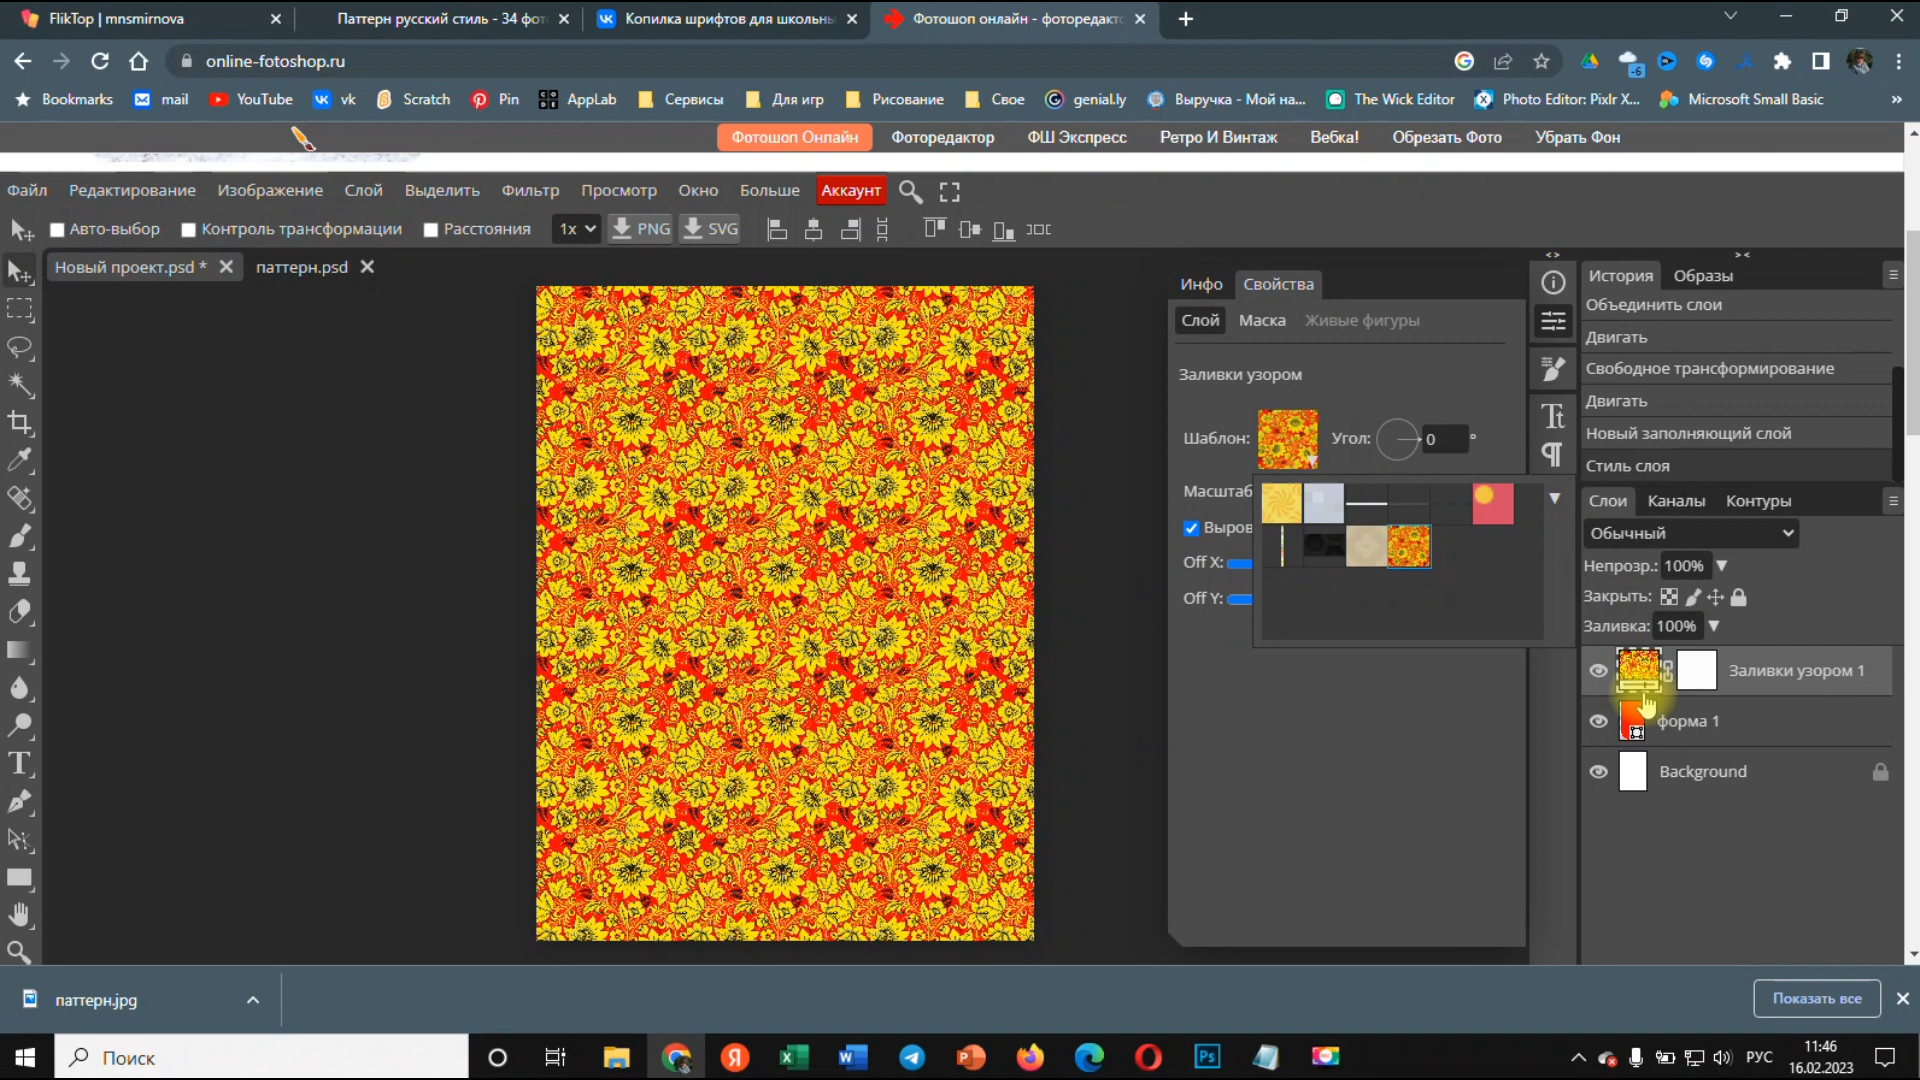 FlikTop | mnsmirnova
Паттерн русский стиль - 34 фот
Копилка шрифтов для школьны
Фотошоп онлайн - фоторедакто
online-fotoshop.ru
-6
Bookmarks
mail
YouTube
vk
Scratch
Pin
AppLab
Сервисы
Для игр
Рисование
Свое
genial.ly
Выручка - Мой на...
The Wick Editor
Photo Editor: Pixlr X...
Microsoft Small Basic
»
Фотошоп Онлайн
Фоторедактор
ФШ Экспресс
Ретро И Винтаж
Вебка!
Обрезать Фото
Убрать Фон
Файл
Редактирование
Изображение
Слой
Выделить
Фильтр
Просмотр
Окно
Больше
Аккаунт
Авто-выбор
Контроль трансформации
Расстояния
1x
PNG
SVG
Новый проект.psd *
паттерн.psd
Инфо
Свойства
Слой
Маска
Живые фигуры
Заливки узором
Шаблон:
Угол:
0
°
Масштаб
Выров
Off X:
Off Y:
История
Образы
Объединить слои
Двигать
Свободное трансформирование
Двигать
Новый заполняющий слой
Стиль слоя
Слои
Каналы
Контуры
Обычный
Непрозр.:
100%
Закрыть:
Заливка:
100%
Заливки узором 1
форма 1
Background
паттерн.jpg
Показать все
Поиск
РУС
11:46
16.02.2023